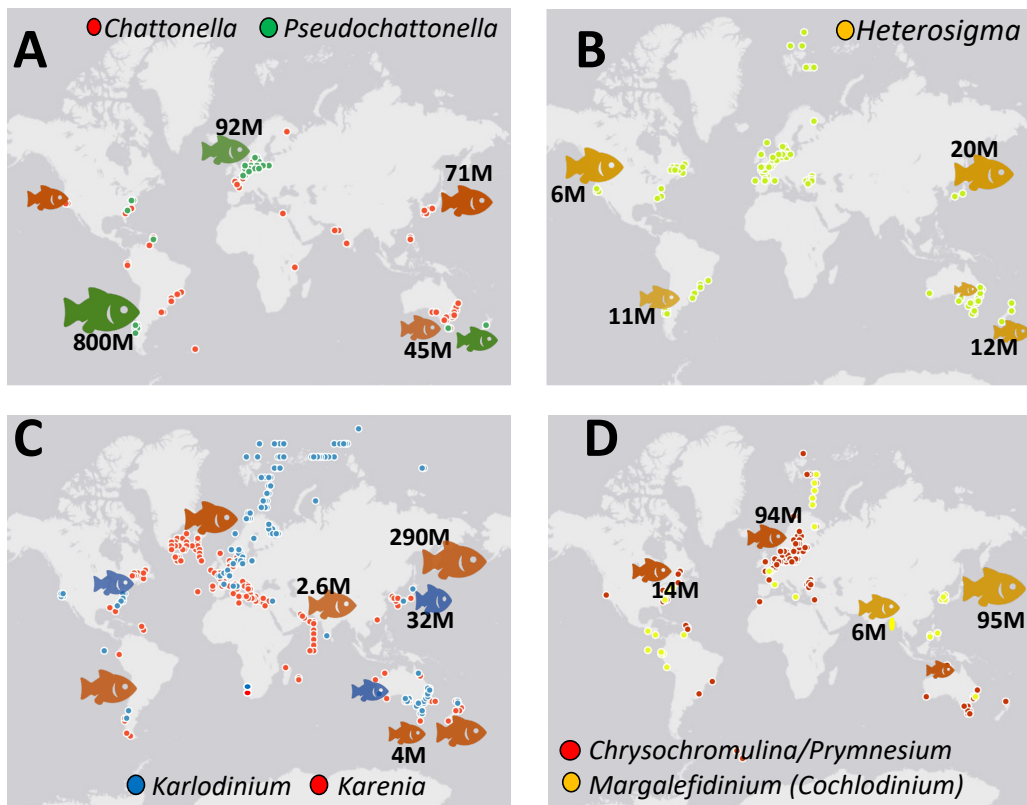 A
Chattonella
Pseudochattonella
92M
71M
800M
45M
B
Heterosigma
6M
20M
11M
12M
C
290M
2.6M
32M
4M
Karlodinium
Karenia
D
94M
14M
6M
95M
Chrysochromulina/Prymnesium
Margalefidinium (Cochlodinium)